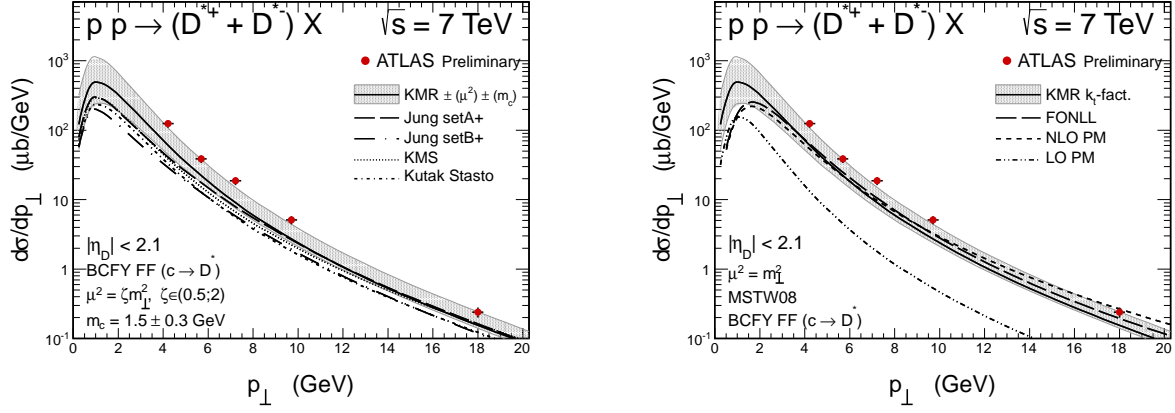 p p → (D*+ + D*-) X √s = 7 TeV
ATLAS Preliminary
KMR ± (μ²) ± (m_c)
Jung setA+
Jung setB+
KMS
Kutak Stasto
|η_D| < 2.1
BCFY FF (c → D*)
μ² = ζm²_⊥, ζ∈(0.5;2)
m_c = 1.5 ± 0.3 GeV
dσ/dp_⊥ (μb/GeV)
10³
10²
10
1
10⁻¹
0 2 4 6 8 10 12 14 16 18 20
p_⊥ (GeV)
p p → (D*+ + D*-) X √s = 7 TeV
ATLAS Preliminary
KMR k_t-fact.
FONLL
NLO PM
LO PM
|η_D| < 2.1
μ² = m²_⊥
MSTW08
BCFY FF (c → D*)
dσ/dp_⊥ (μb/GeV)
10³
10²
10
1
10⁻¹
0 2 4 6 8 10 12 14 16 18 20
p_⊥ (GeV)